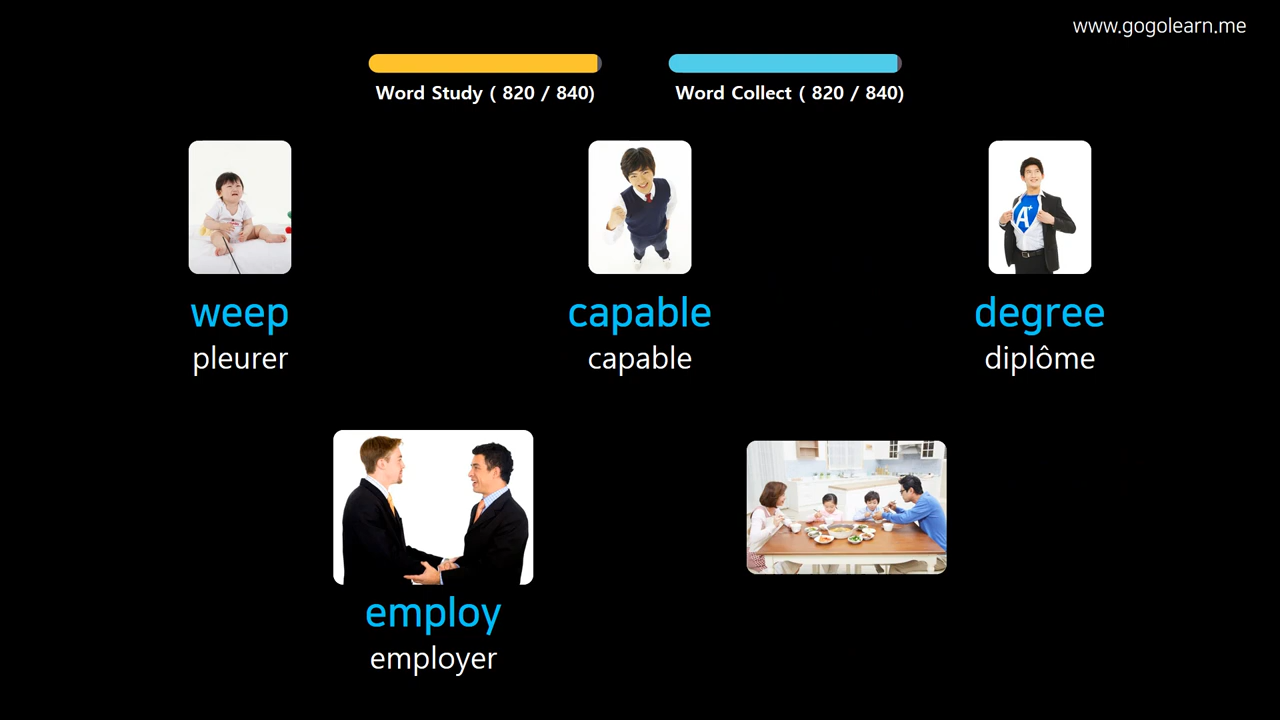 www.gogolearn.me
Word Study ( 820 / 840)
Word Collect ( 820 / 840)
A+
weep
capable
degree
pleurer
capable
diplôme
employ
employer